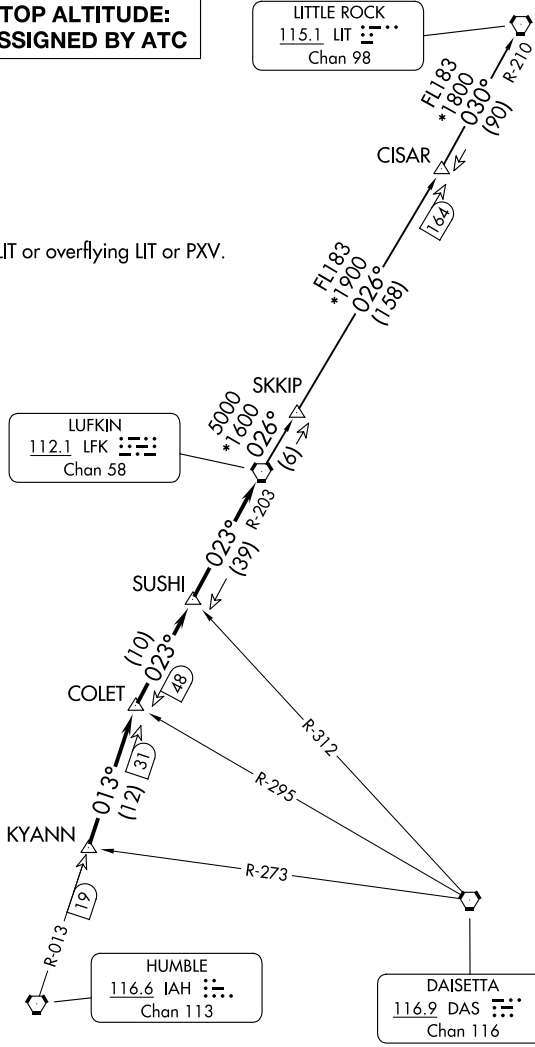 TOP ALTITUDE:
SSIGNED BY ATC
LITTLE ROCK
115.1 LIT
Chan 98
R-210
FL183
*1800
030°
(90)
CISAR
164
IT or overflying LIT or PXV.
FL183
*1900
026°
(158)
SKKIP
5000
*1600
026°
(6)
LUFKIN
112.1 LFK
Chan 58
R-203
023°
(39)
SUSHI
(10)
023°
48
COLET
R-312
R-295
31
013°
(12)
KYANN
R-273
19
R-013
HUMBLE
116.6 IAH
Chan 113
DAISETTA
116.9 DAS
Chan 116